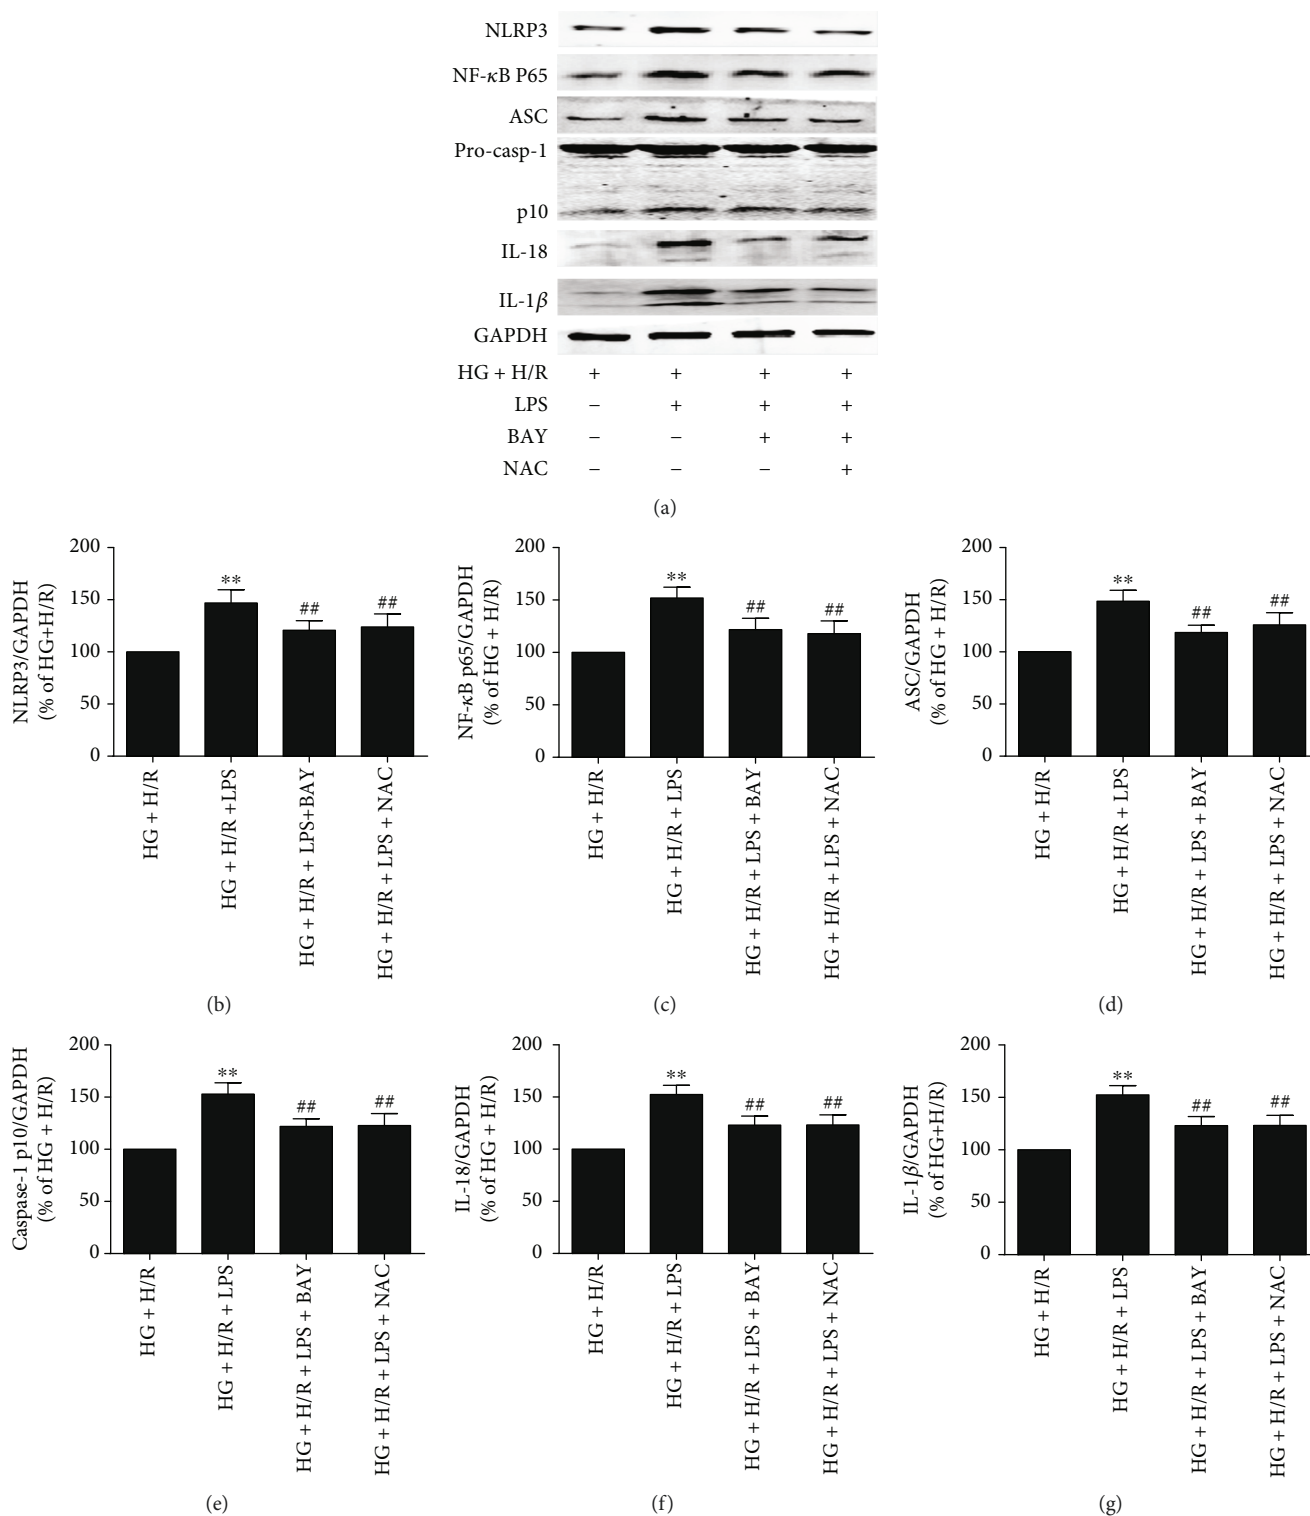 NLRP3
NF-κB P65
ASC
Pro-casp-1
p10
IL-18
IL-1β
GAPDH
HG + H/R + + + +
LPS − + + +
BAY − − + +
NAC − − − +
(a)
NLRP3/GAPDH
(% of HG+H/R)
200
150
100
50
0
**
##
##
HG + H/R
HG + H/R +LPS
HG + H/R + LPS+BAY
HG + H/R + LPS + NAC
(b)
NF-κB p65/GAPDH
(% of HG + H/R)
200
150
100
50
0
**
##
##
HG + H/R
HG + H/R + LPS
HG + H/R + LPS + BAY
HG + H/R + LPS + NAC
(c)
ASC/GAPDH
(% of HG + H/R)
200
150
100
50
0
**
##
##
HG + H/R
HG + H/R + LPS
HG + H/R + LPS + BAY
HG + H/R + LPS + NAC
(d)
Caspase-1 p10/GAPDH
(% of HG + H/R)
200
150
100
50
0
**
##
##
HG + H/R
HG + H/R + LPS
HG + H/R + LPS + BAY
HG + H/R + LPS + NAC
(e)
IL-18/GAPDH
(% of HG + H/R)
200
150
100
50
0
**
##
##
HG + H/R
HG + H/R + LPS
HG + H/R + LPS + BAY
HG + H/R + LPS + NAC
(f)
IL-1β/GAPDH
(% of HG+H/R)
200
150
100
50
0
**
##
##
HG + H/R
HG + H/R + LPS
HG + H/R + LPS + BAY
HG + H/R + LPS + NAC
(g)